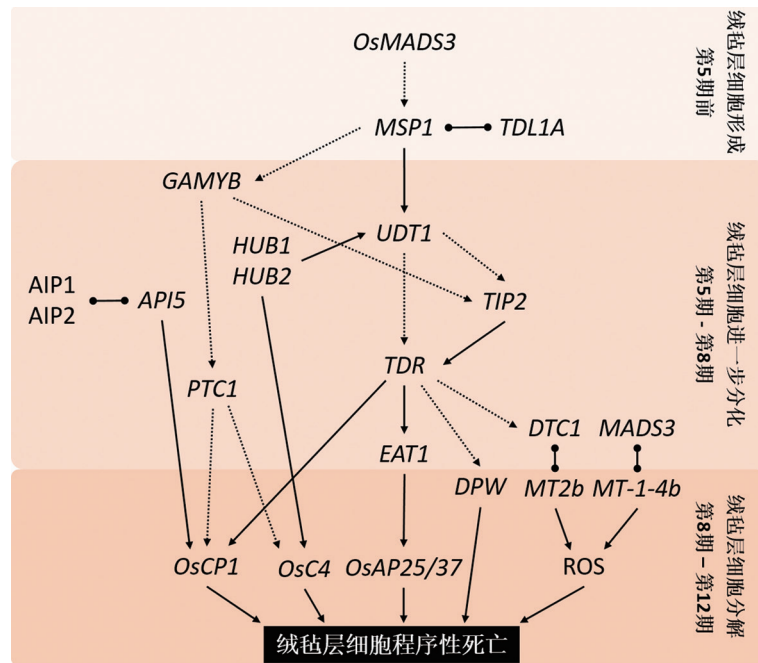 OsMADS3
MSP1
TDL1A
绒毡层细胞形成
第5期前
GAMYB
UDT1
HUB1
HUB2
TIP2
AIP1
AIP2
API5
TDR
PTC1
DTC1
MADS3
EAT1
绒毡层细胞进一步分化
第5期 - 第8期
DPW
MT2b
MT-1-4b
OsCP1
OsC4
OsAP25/37
ROS
绒毡层细胞分解
第8期 – 第12期
绒毡层细胞程序性死亡